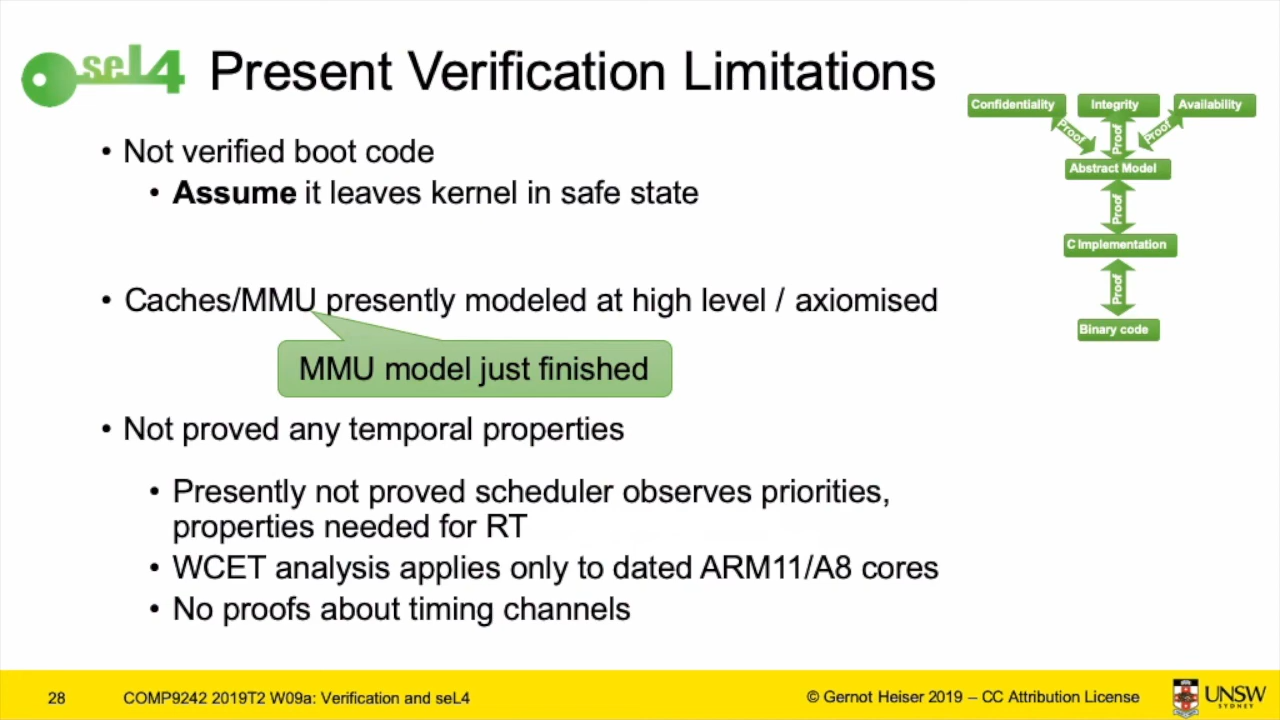 seL4 Present Verification Limitations
Confidentiality Integrity Availability
Proof Proof Proof
Abstract Model
Proof
C Implementation
Proof
Binary code
• Not verified boot code
• Assume it leaves kernel in safe state
• Caches/MMU presently modeled at high level / axiomised
MMU model just finished
• Not proved any temporal properties
• Presently not proved scheduler observes priorities,
properties needed for RT
• WCET analysis applies only to dated ARM11/A8 cores
• No proofs about timing channels
28 COMP9242 2019T2 W09a: Verification and seL4 © Gernot Heiser 2019 – CC Attribution License
UNSW
SYDNEY